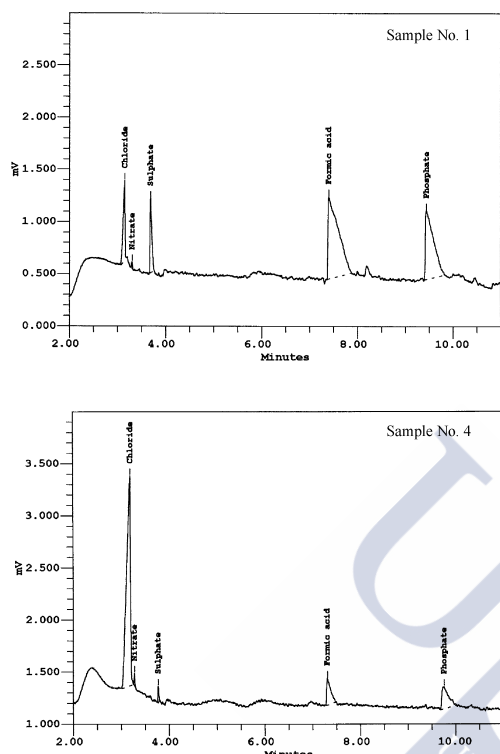 Sample No. 1
2.500
2.000
mV
1.500
1.000
0.500
0.000
Chloride
Nitrate
Sulphate
Formic acid
Phosphate
2.00 4.00 6.00 8.00 10.00
Minutes
Sample No. 4
3.500
3.000
mV
2.500
2.000
1.500
1.000
Chloride
Nitrate
Sulphate
Formic acid
Phosphate
2.00 4.00 6.00 8.00 10.00
Minutes